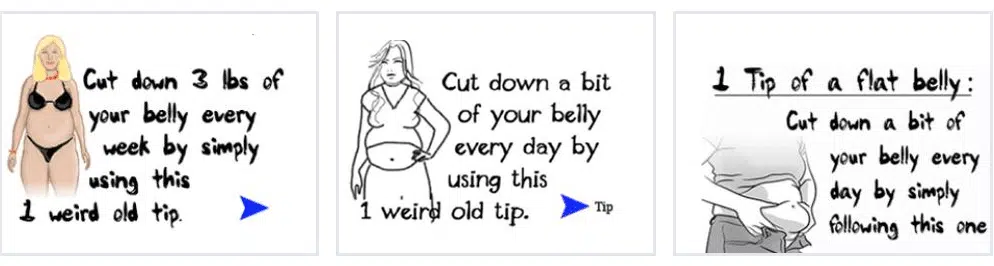 Cut down 3 lbs of
your belly every
week by simply
using this
1 weird old tip.
Cut down a bit
of your belly
every day by
using this
1 weird old tip.
Tip
1 Tip of a flat belly:
Cut down a bit of
your belly every
day by simply
following this one